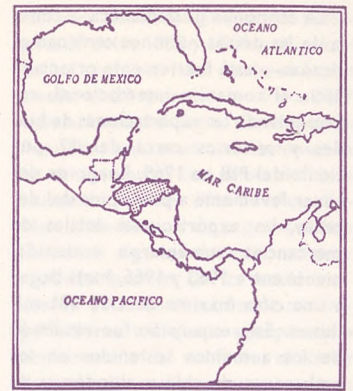 OCEANO
ATLANTICO
GOLFO DE MEXICO
MAR CARIBE
OCEANO PACIFICO